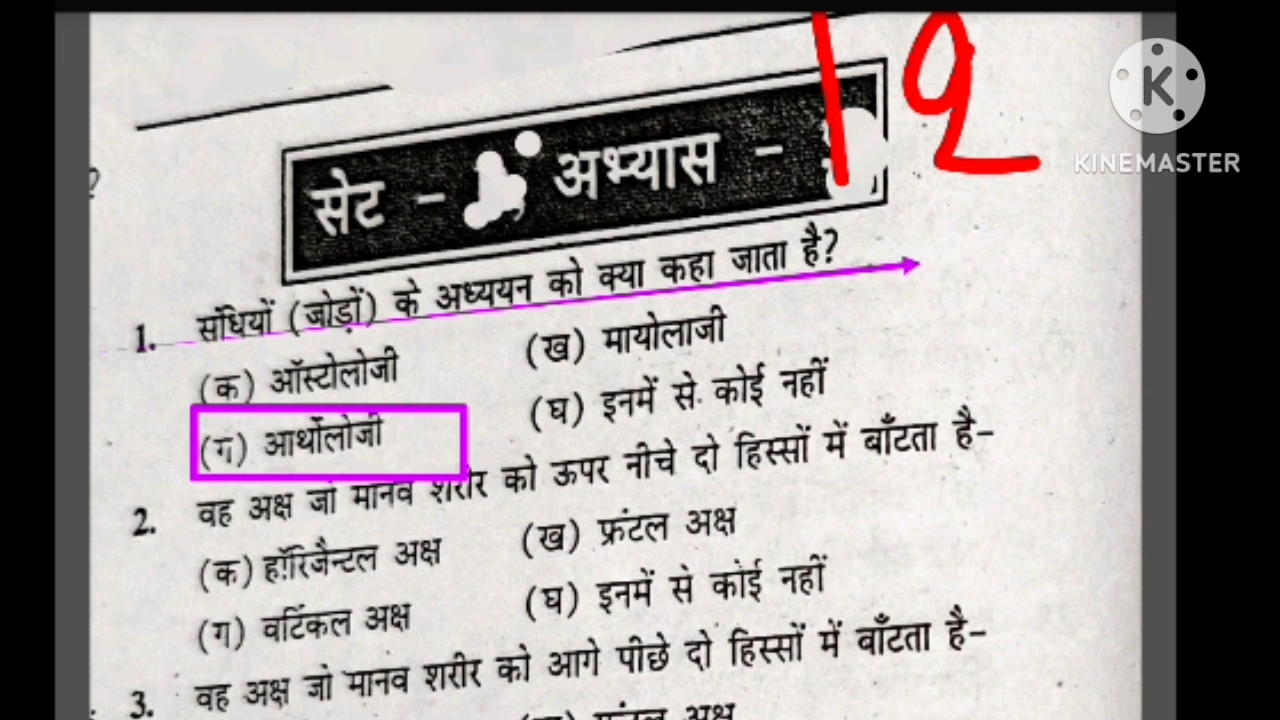 12
K
KINEMASTER
सेट - अभ्यास -
1. संधियों (जोड़ों) के अध्ययन को क्या कहा जाता है?
(क) ऑस्टोलोजी (ख) मायोलाजी
(ग) आर्थोलोजी (घ) इनमें से कोई नहीं
2. वह अक्ष जो मानव शरीर को ऊपर नीचे दो हिस्सों में बाँटता है-
(क) हॉरिजैन्टल अक्ष (ख) फ्रंटल अक्ष
(ग) वर्टिकल अक्ष (घ) इनमें से कोई नहीं
3. वह अक्ष जो मानव शरीर को आगे पीछे दो हिस्सों में बाँटता है-
अक्ष